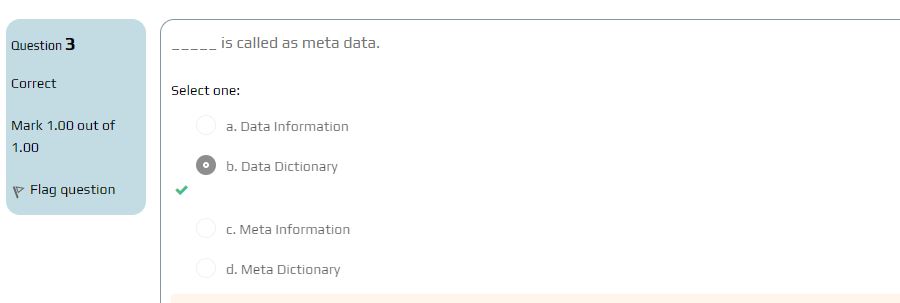 Question 3
Correct
Mark 1.00 out of
1.00
Flag question
_____ is called as meta data.
Select one:
a. Data Information
b. Data Dictionary
c. Meta Information
d. Meta Dictionary